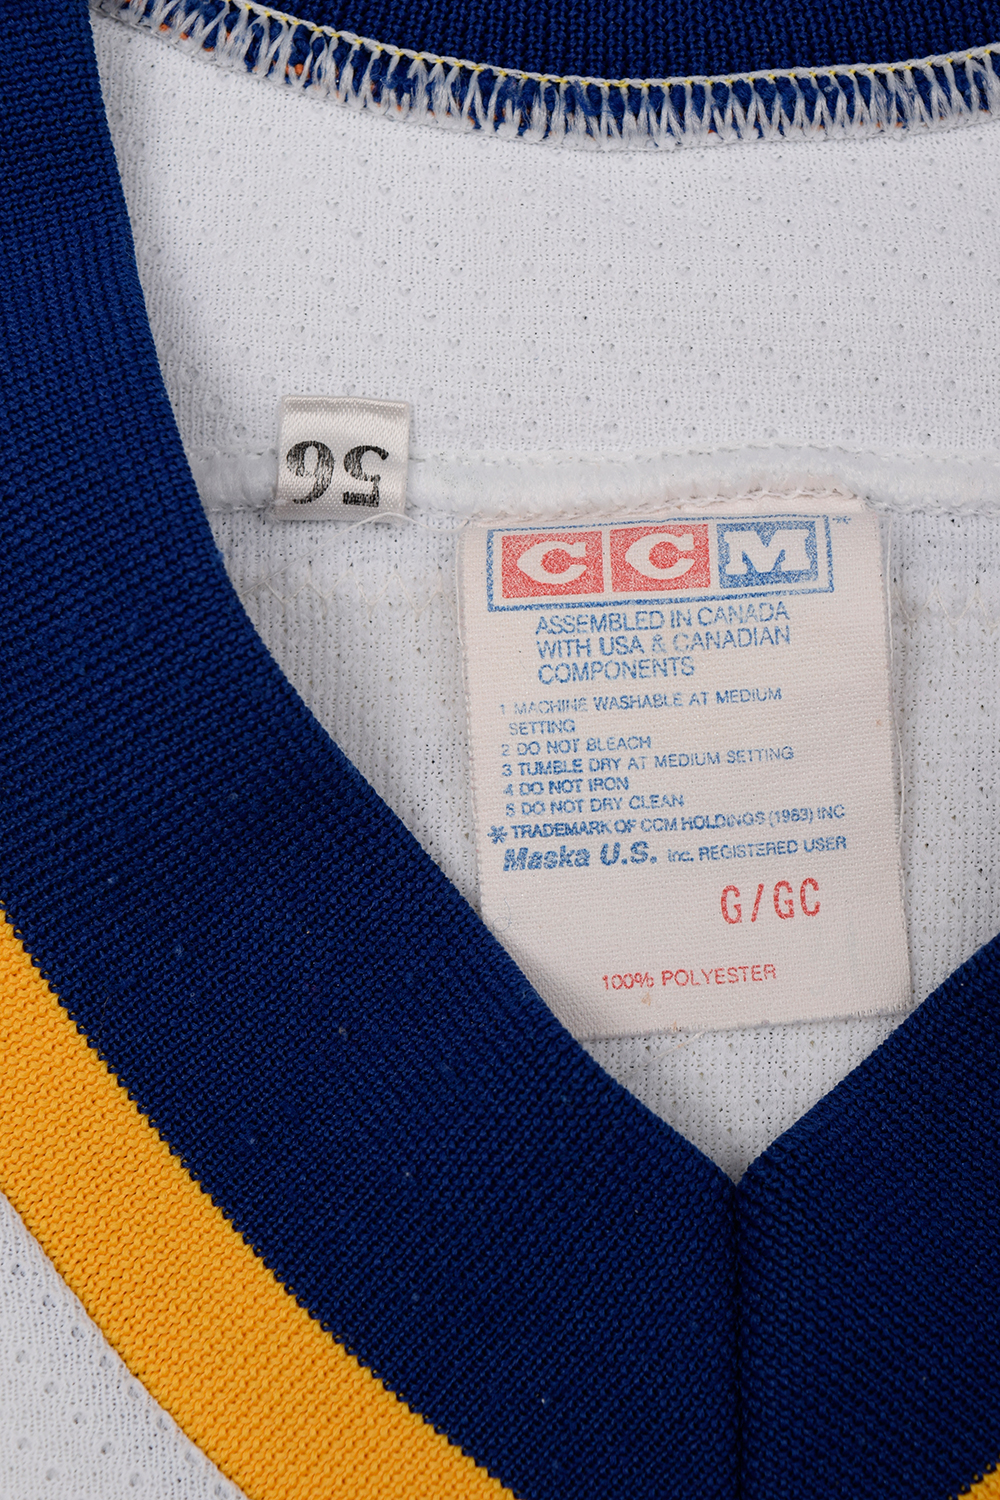 56
CCM*
ASSEMBLED IN CANADA
WITH USA & CANADIAN
COMPONENTS
1 MACHINE WASHABLE AT MEDIUM
SETTING
2 DO NOT BLEACH
3 TUMBLE DRY AT MEDIUM SETTING
4 DO NOT IRON
5 DO NOT DRY CLEAN
* TRADEMARK OF CCM HOLDINGS (1983) INC
Maska U.S. Inc. REGISTERED USER
G/GC
100% POLYESTER